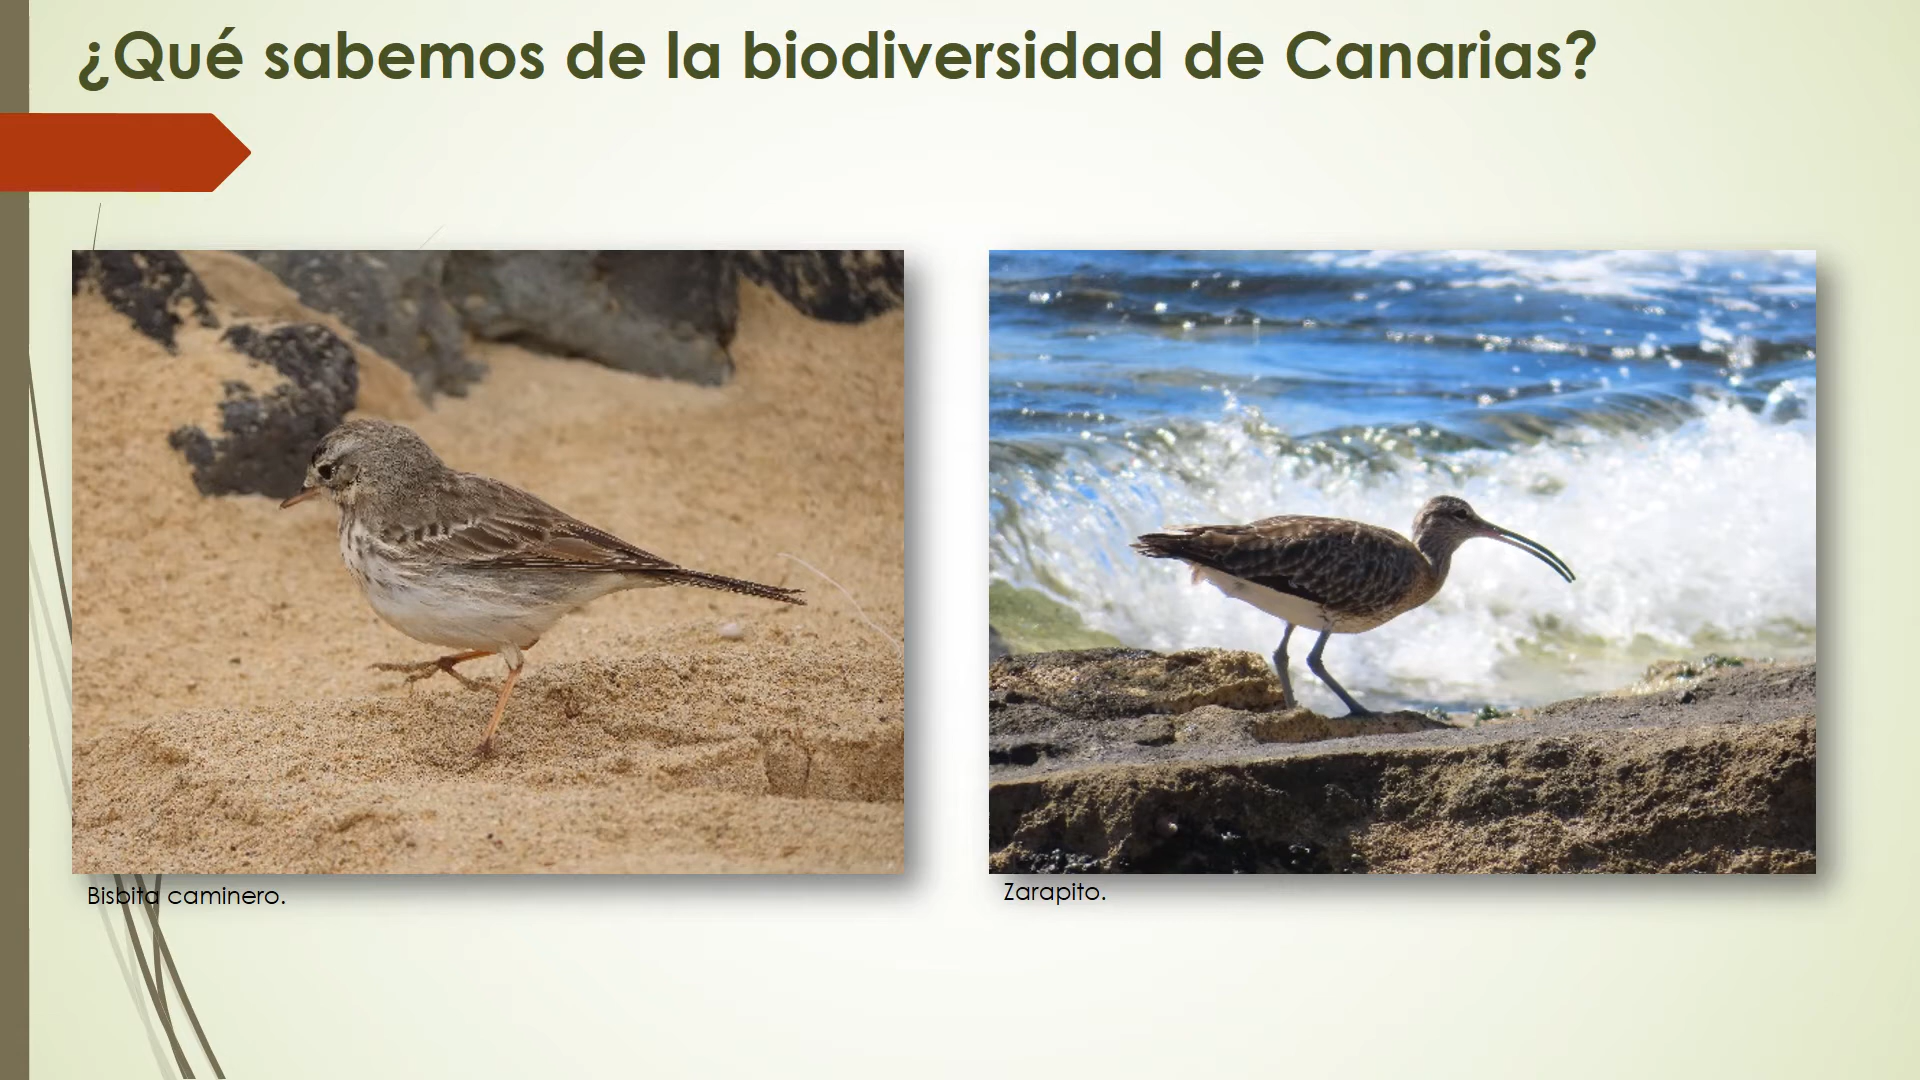 ¿Qué sabemos de la biodiversidad de Canarias?
Bisbita caminero.
Zarapito.